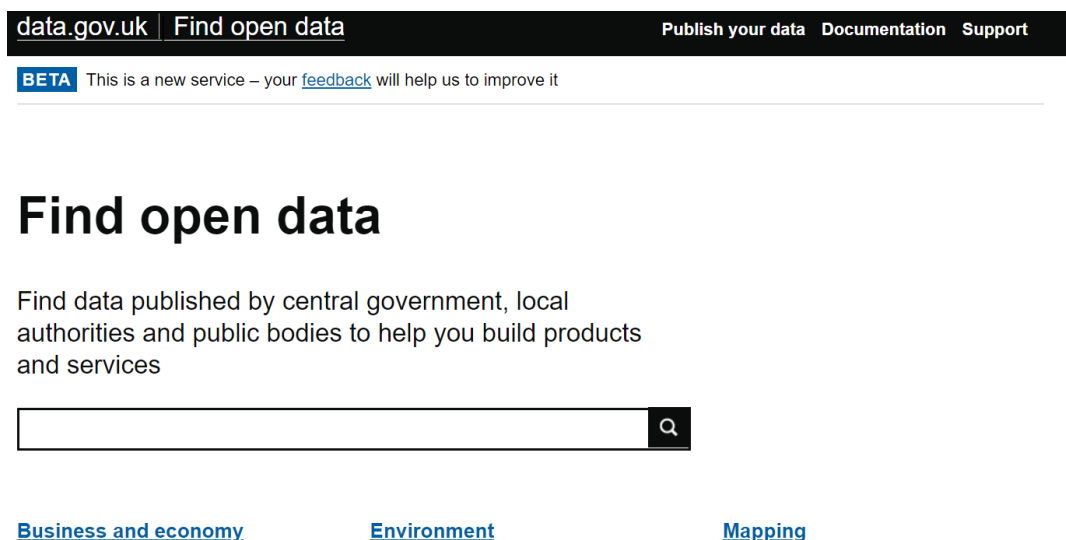 data.gov.uk | Find open data Publish your data Documentation Support
BETA This is a new service – your feedback will help us to improve it
Find open data
Find data published by central government, local
authorities and public bodies to help you build products
and services
Business and economy Environment Mapping